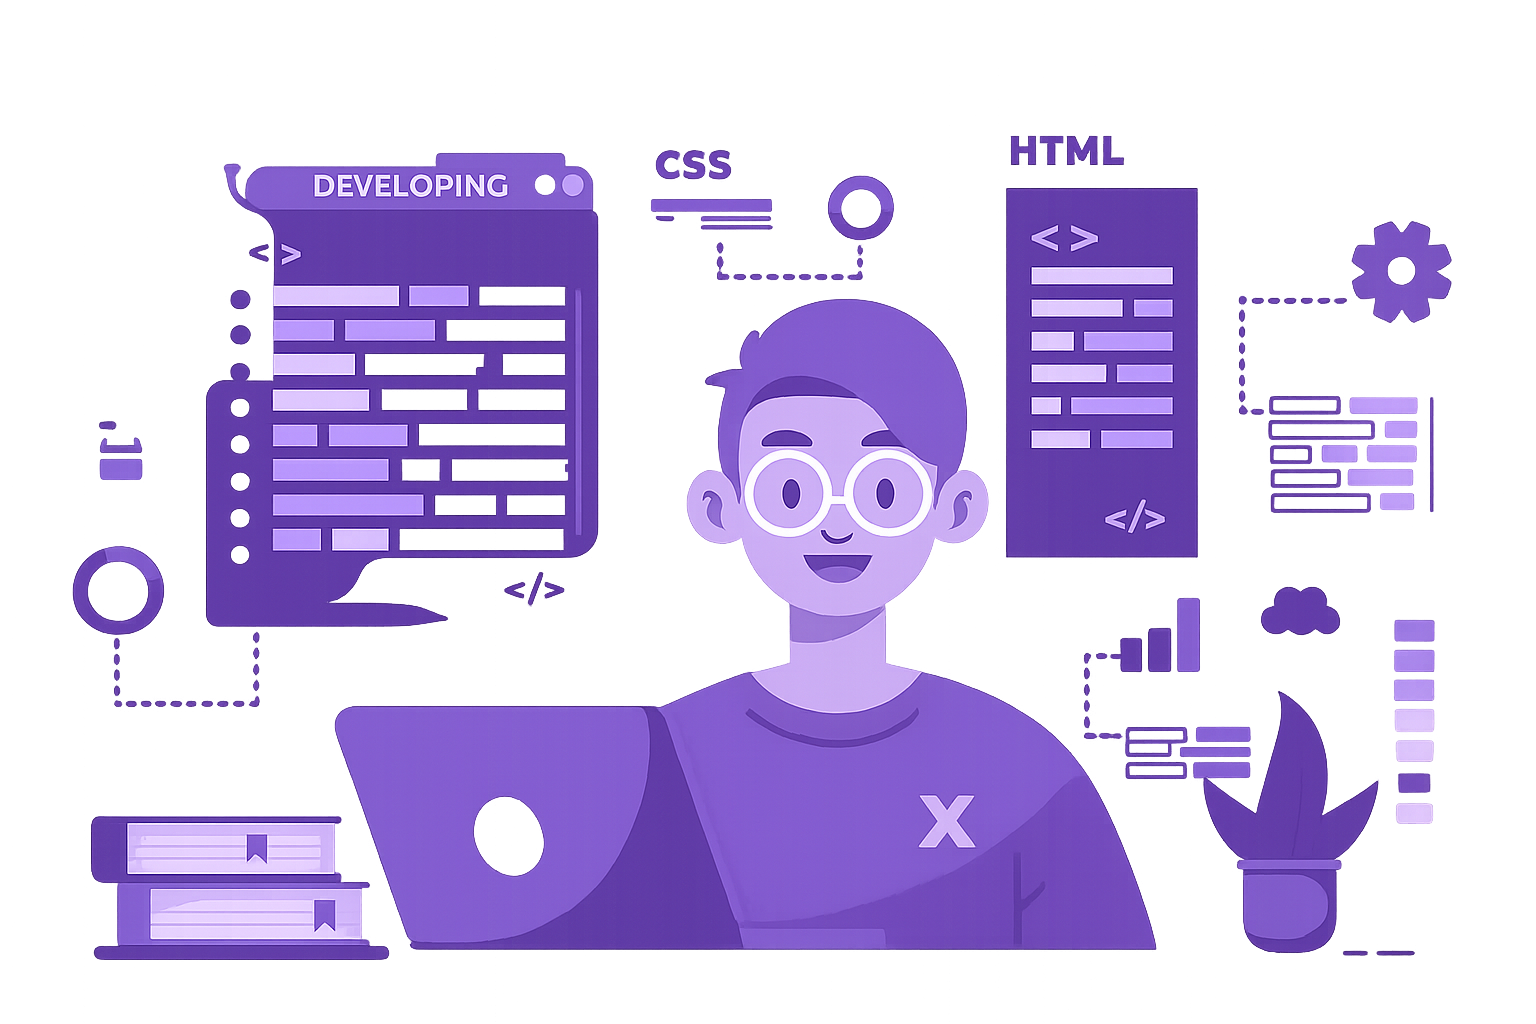 DEVELOPING
CSS
HTML
< >
< >
</>
</>
X